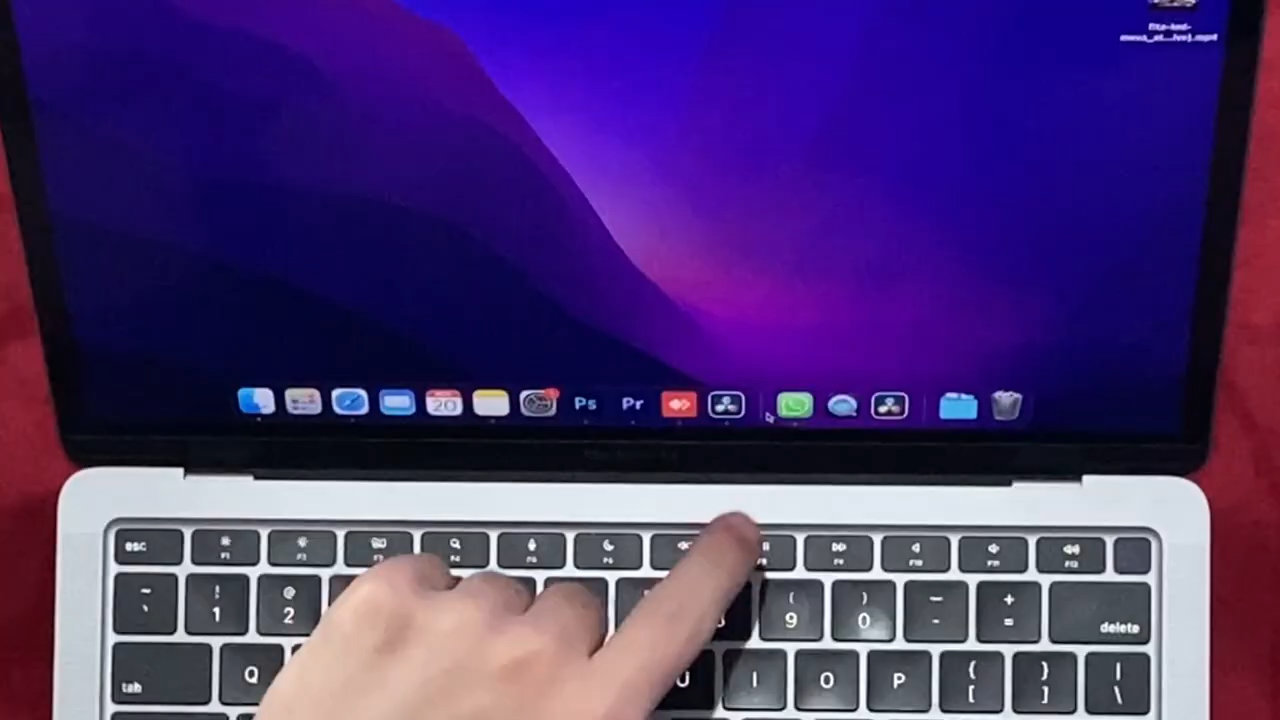 20
Ps
Pr
esc
F1
F2
F3
F4
F5
F6
F8
F9
F10
F11
F12
~
`
!
1
@
2
(
9
)
0
—
-
+
=
delete
tab
Q
U
I
O
P
{
[
}
]
|
\